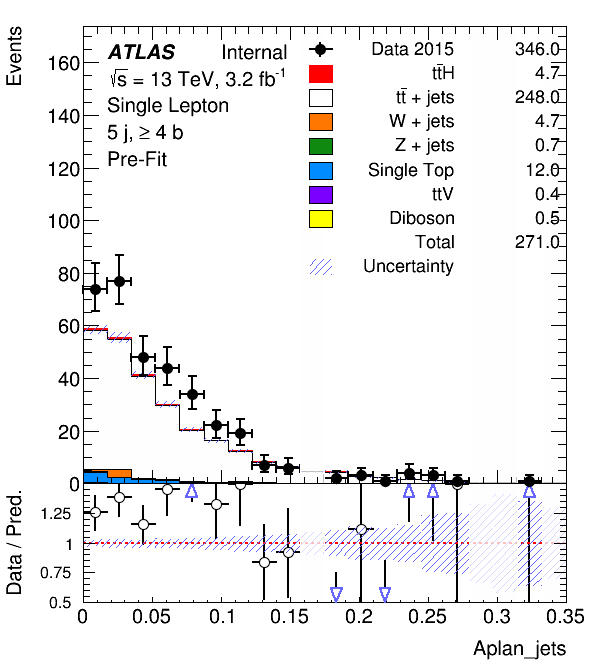 Events
160
140
120
100
80
60
40
20
0
ATLAS Internal
√s = 13 TeV, 3.2 fb⁻¹
Single Lepton
5 j, ≥ 4 b
Pre-Fit
Data 2015 346.0
tt̄H 4.7
tt̄ + jets 248.0
W + jets 4.7
Z + jets 0.7
Single Top 12.0
ttV 0.4
Diboson 0.5
Total 271.0
Uncertainty
Data / Pred.
1.25
1
0.75
0.5
0 0.05 0.1 0.15 0.2 0.25 0.3 0.35
Aplan_jets